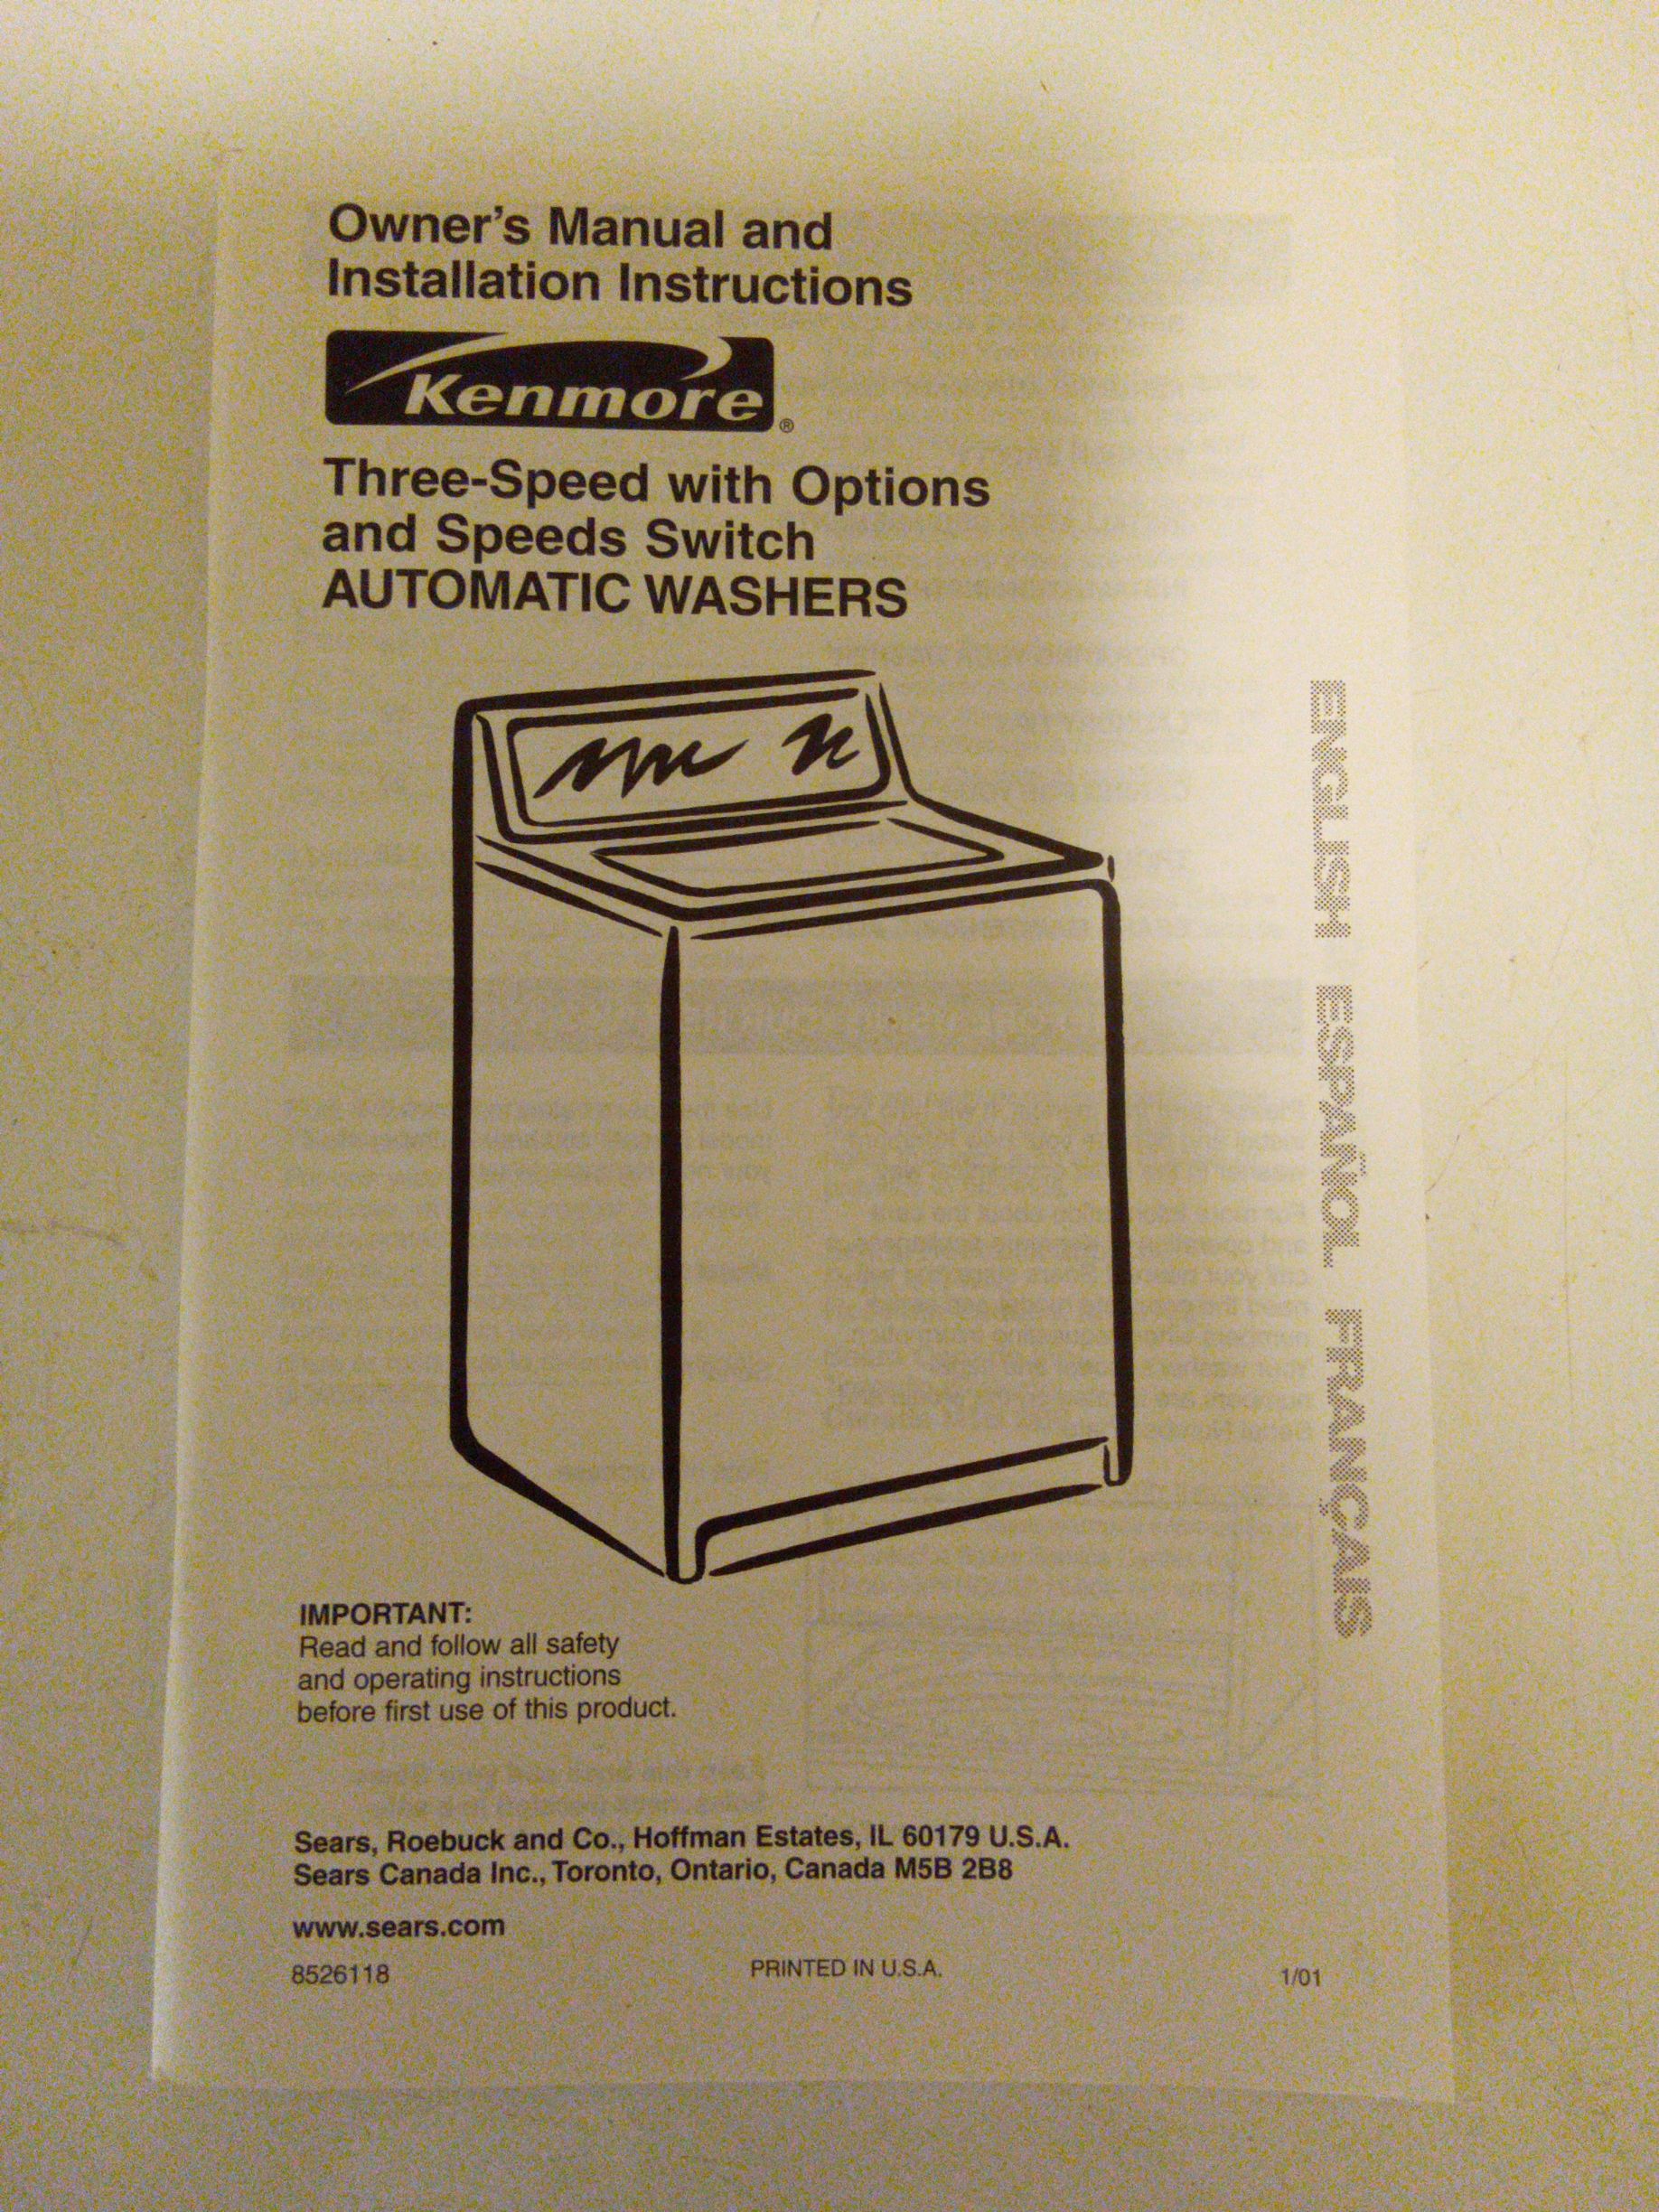 Owner's Manual and
Installation Instructions
Kenmore®
Three-Speed with Options
and Speeds Switch
AUTOMATIC WASHERS
ENGLISH ESPAÑOL FRANÇAIS
IMPORTANT:
Read and follow all safety
and operating instructions
before first use of this product.
Sears, Roebuck and Co., Hoffman Estates, IL 60179 U.S.A.
Sears Canada Inc., Toronto, Ontario, Canada M5B 2B8
www.sears.com
8526118 PRINTED IN U.S.A. 1/01